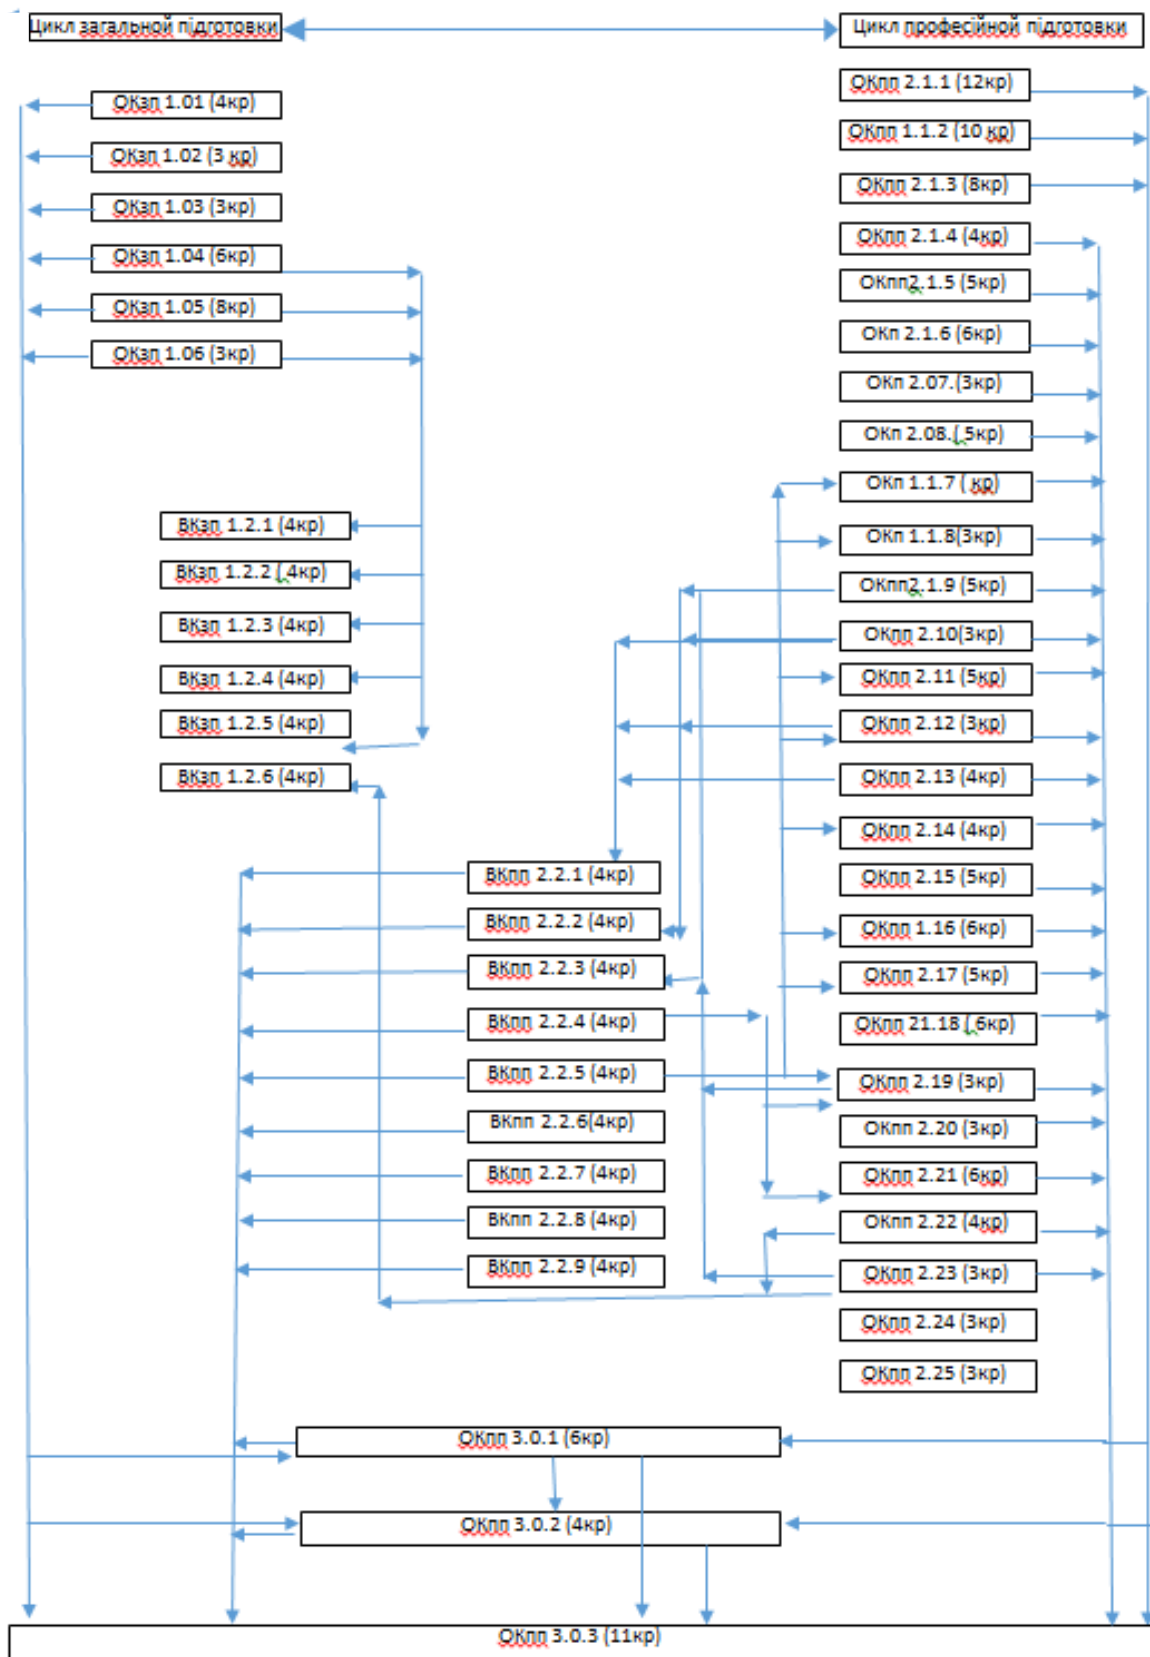 Цикл загальной підготовки
Цикл професійной підготовки
ОКзп 1.01 (4кр)
ОКзп 1.02 (3 кр)
ОКзп 1.03 (3кр)
ОКзп 1.04 (6кр)
ОКзп 1.05 (8кр)
ОКзп 1.06 (3кр)
ВКзп 1.2.1 (4кр)
ВКзп 1.2.2 (,4кр)
ВКзп 1.2.3 (4кр)
ВКзп 1.2.4 (4кр)
ВКзп 1.2.5 (4кр)
ВКзп 1.2.6 (4кр)
ВКпп 2.2.1 (4кр)
ВКпп 2.2.2 (4кр)
ВКпп 2.2.3 (4кр)
ВКпп 2.2.4 (4кр)
ВКпп 2.2.5 (4кр)
ВКпп 2.2.6(4кр)
ВКпп 2.2.7 (4кр)
ВКпп 2.2.8 (4кр)
ВКпп 2.2.9 (4кр)
ОКпп 2.1.1 (12кр)
ОКпп 1.1.2 (10 кр)
ОКпп 2.1.3 (8кр)
ОКпп 2.1.4 (4кр)
ОКпп2.1.5 (5кр)
ОКп 2.1.6 (6кр)
ОКп 2.07.(3кр)
ОКп 2.08.( 5кр)
ОКп 1.1.7 ( кр)
ОКп 1.1.8(3кр)
ОКпп2.1.9 (5кр)
ОКпп 2.10(3кр)
ОКпп 2.11 (5кр)
ОКпп 2.12 (3кр)
ОКпп 2.13 (4кр)
ОКпп 2.14 (4кр)
ОКпп 2.15 (5кр)
ОКпп 1.16 (6кр)
ОКпп 2.17 (5кр)
ОКпп 21.18 (,6кр)
ОКпп 2.19 (3кр)
ОКпп 2.20 (3кр)
ОКпп 2.21 (6кр)
ОКпп 2.22 (4кр)
ОКпп 2.23 (3кр)
ОКпп 2.24 (3кр)
ОКпп 2.25 (3кр)
ОКпп 3.0.1 (6кр)
ОКпп 3.0.2 (4кр)
ОКпп 3.0.3 (11кр)